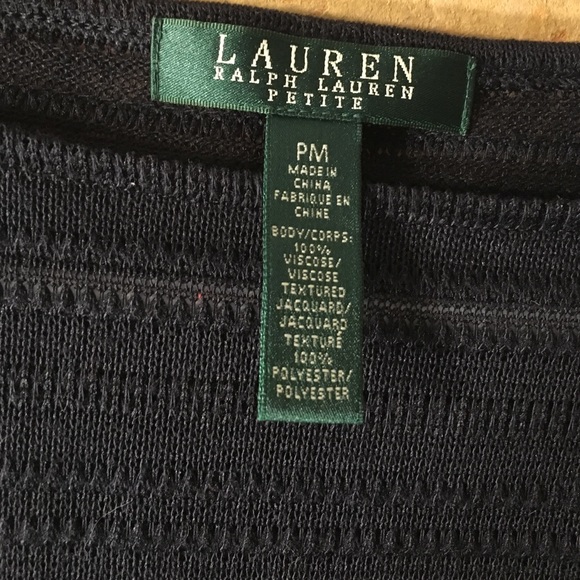 LAUREN
RALPH LAUREN
PETITE
PM
MADE IN
CHINA
FABRIQUE EN
CHINE
BODY/CORPS:
100%
VISCOSE/
VISCOSE
TEXTURED
JACQUARD/
JACQUARD
TEXTURÉ
100%
POLYESTER/
POLYESTER